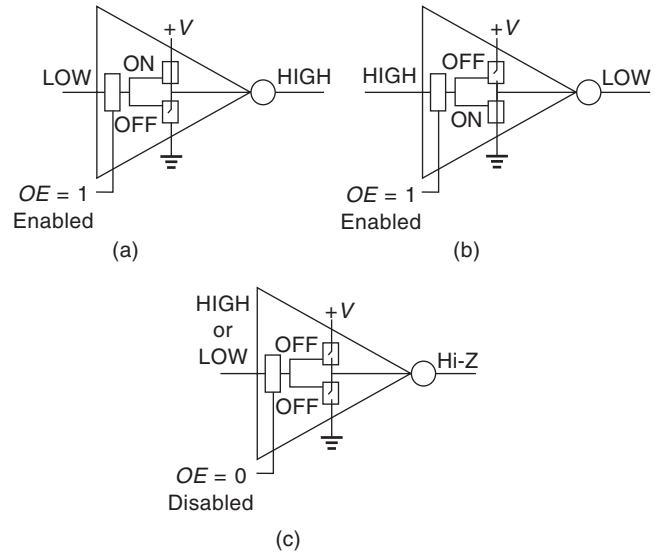 +V
LOW
ON
OFF
HIGH
OE = 1
Enabled
(a)
+V
HIGH
OFF
ON
LOW
OE = 1
Enabled
(b)
+V
HIGH
or
LOW
OFF
OFF
Hi-Z
OE = 0
Disabled
(c)